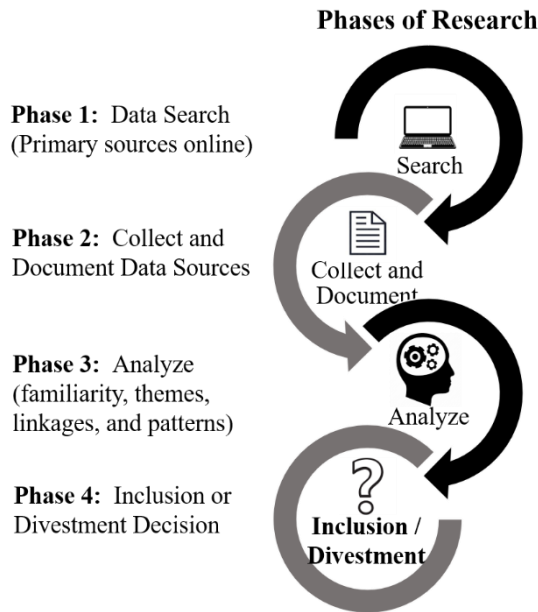 Phases of Research
Phase 1: Data Search
(Primary sources online)
Search
Phase 2: Collect and
Document Data Sources
Collect and
Document
Phase 3: Analyze
(familiarity, themes,
linkages, and patterns)
Analyze
Phase 4: Inclusion or
Divestment Decision
?
Inclusion /
Divestment